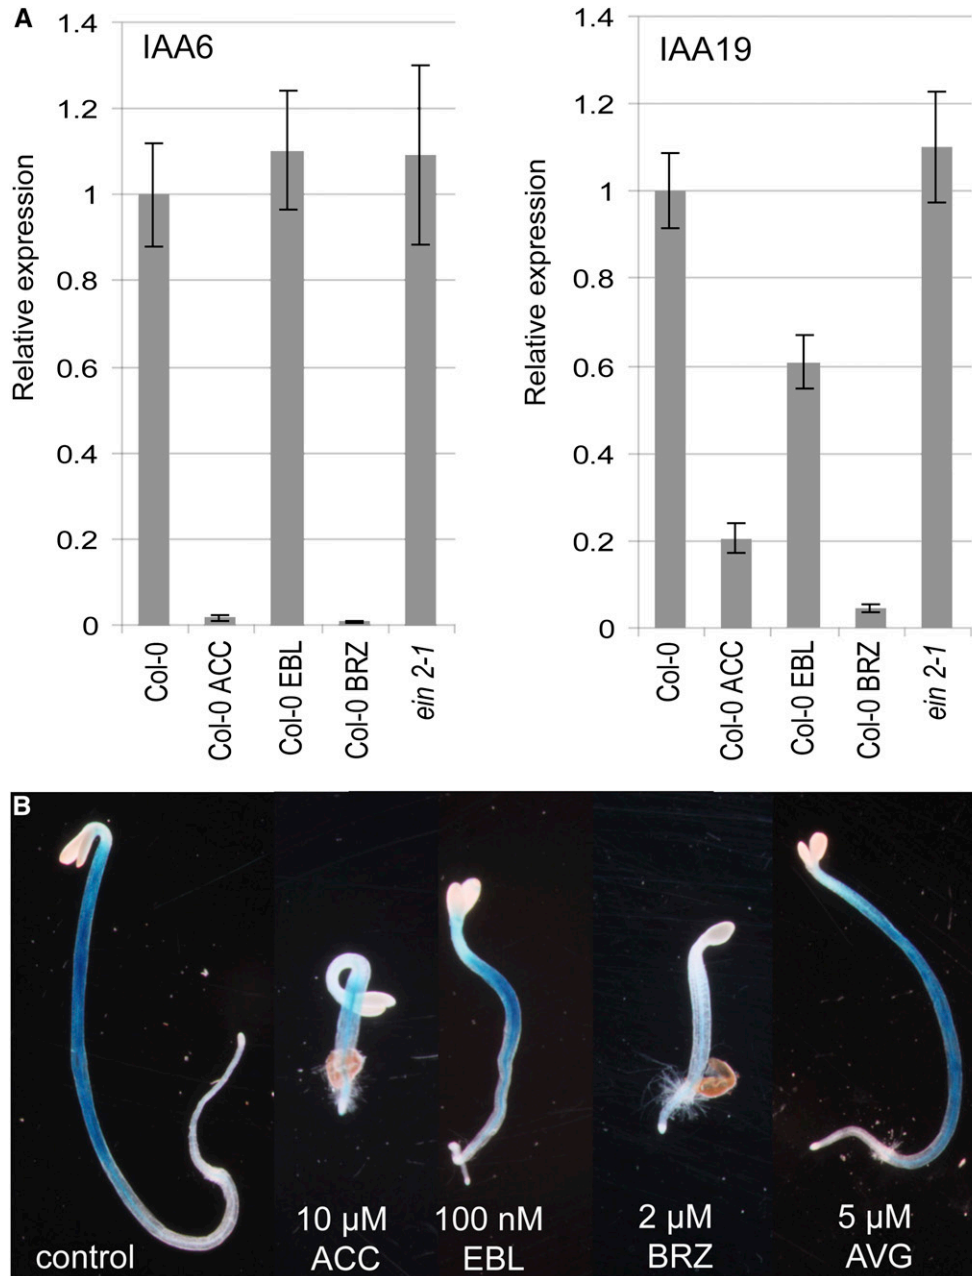 A
IAA6
Relative expression
1.4
1.2
1
0.8
0.6
0.4
0.2
0
Col-0
Col-0 ACC
Col-0 EBL
Col-0 BRZ
ein 2-1
IAA19
Relative expression
1.4
1.2
1
0.8
0.6
0.4
0.2
0
Col-0
Col-0 ACC
Col-0 EBL
Col-0 BRZ
ein 2-1
B
control
10 µM
ACC
100 nM
EBL
2 µM
BRZ
5 µM
AVG